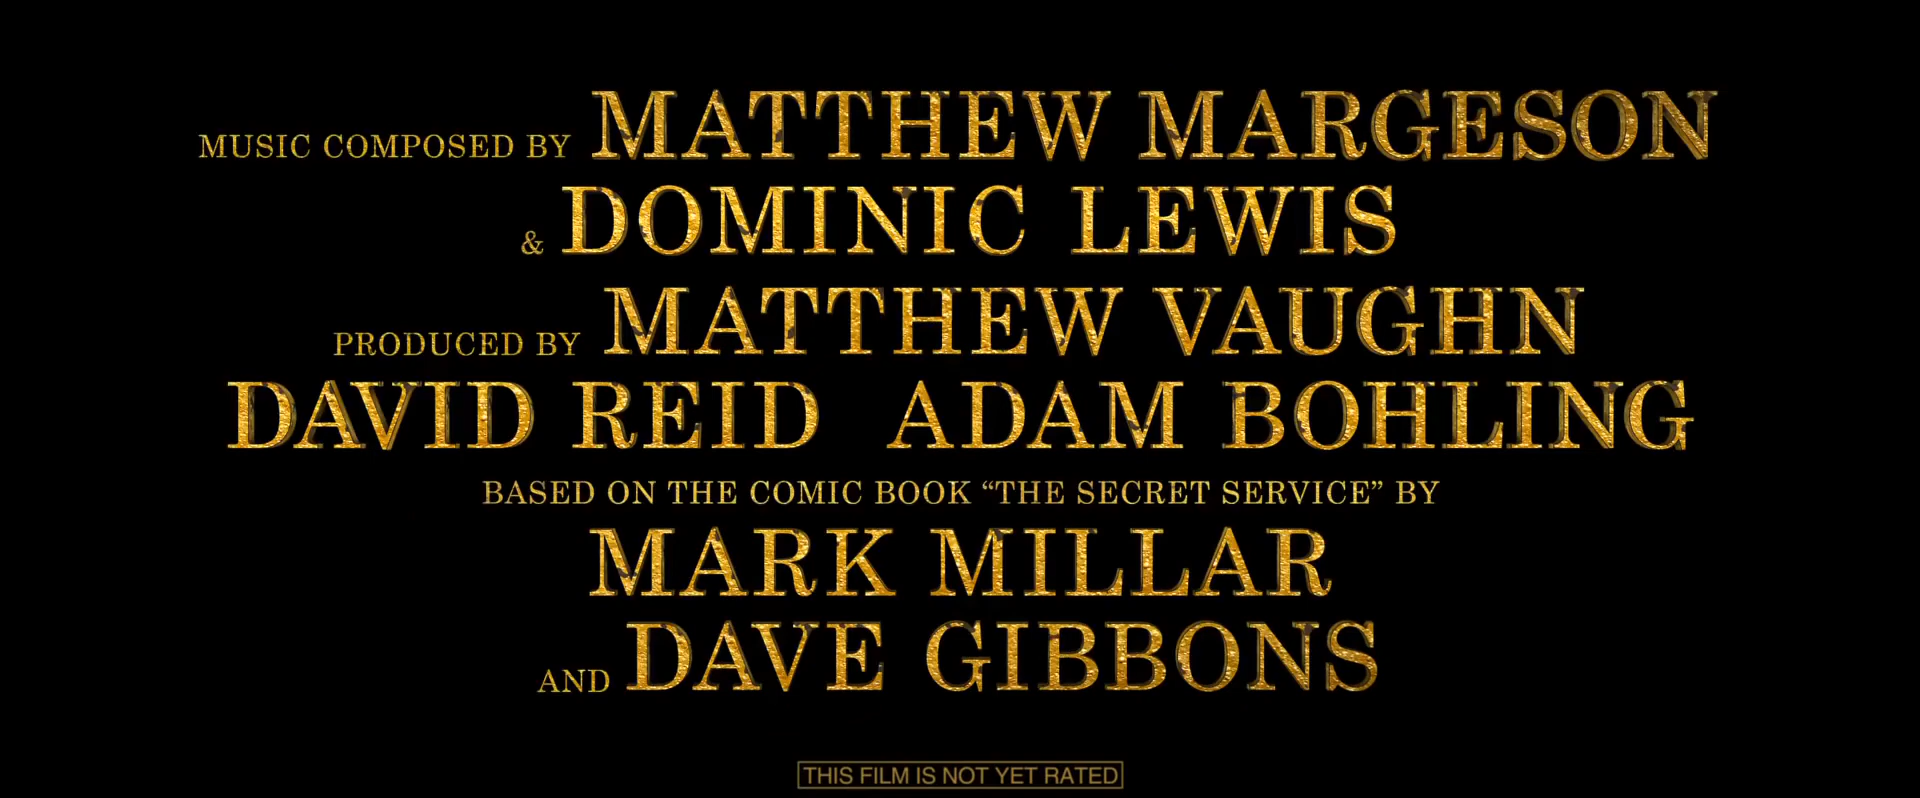 MUSIC COMPOSED BY MATTHEW MARGESON
& DOMINIC LEWIS
PRODUCED BY MATTHEW VAUGHN
DAVID REID ADAM BOHLING
BASED ON THE COMIC BOOK “THE SECRET SERVICE” BY
MARK MILLAR
AND DAVE GIBBONS
THIS FILM IS NOT YET RATED